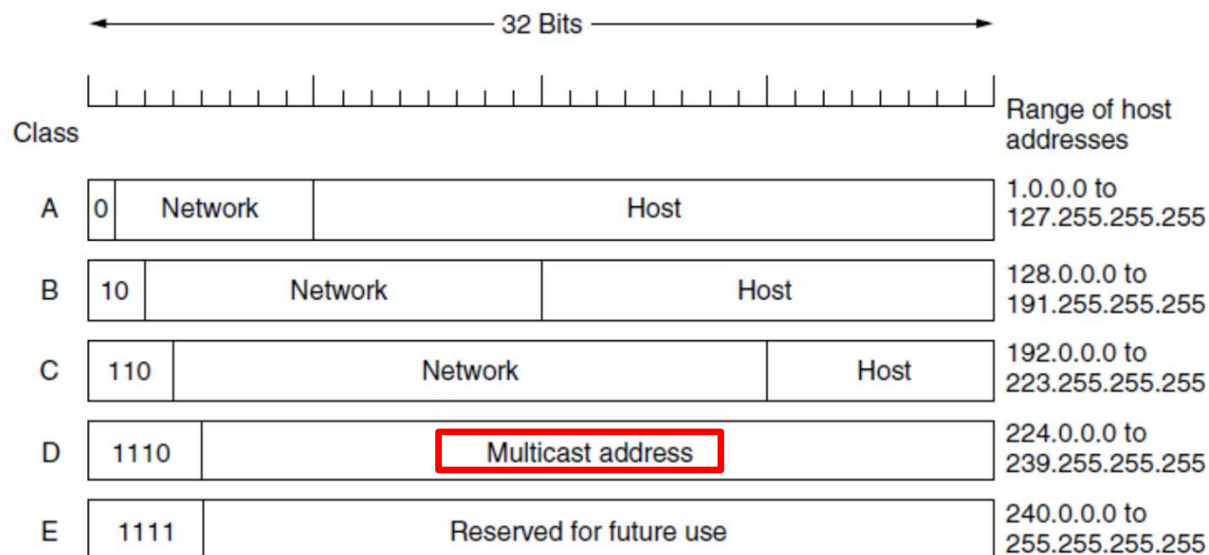 32 Bits
Class
Range of host
addresses
A 0 Network Host 1.0.0.0 to
127.255.255.255
B 10 Network Host 128.0.0.0 to
191.255.255.255
C 110 Network Host 192.0.0.0 to
223.255.255.255
D 1110 Multicast address 224.0.0.0 to
239.255.255.255
E 1111 Reserved for future use 240.0.0.0 to
255.255.255.255